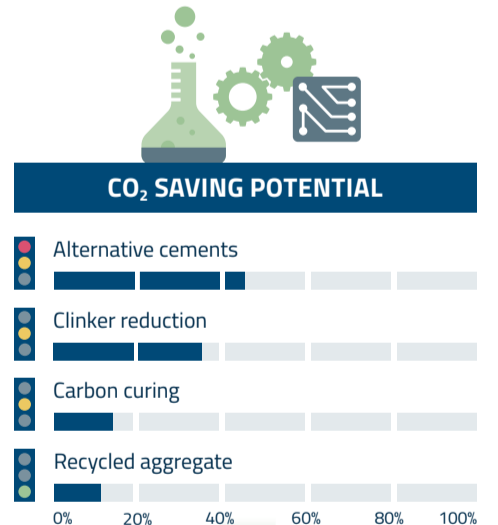 CO₂ SAVING POTENTIAL
Alternative cements
Clinker reduction
Carbon curing
Recycled aggregate
0% 20% 40% 60% 80% 100%